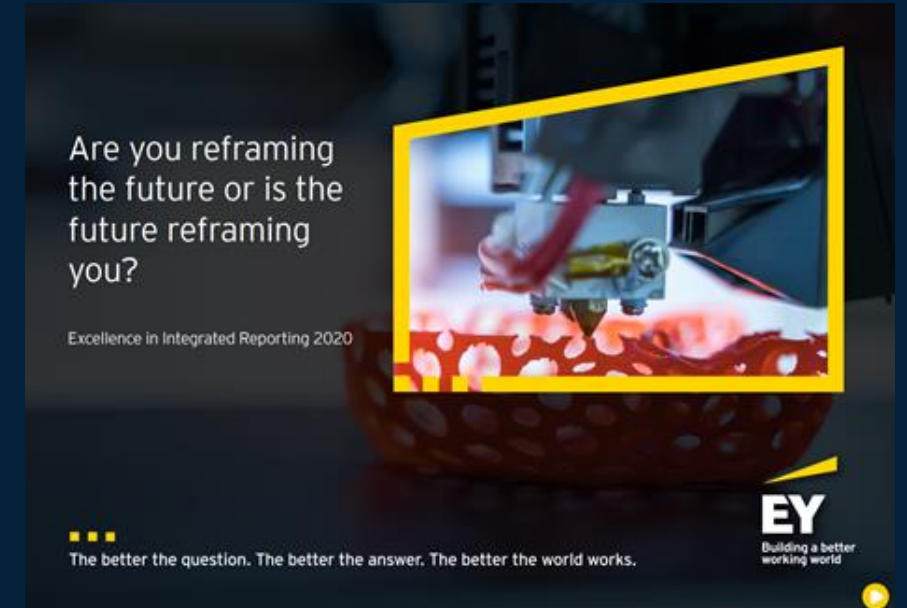 Are you reframing
the future or is the
future reframing
you?
Excellence in Integrated Reporting 2020
The better the question. The better the answer. The better the world works.
EY
Building a better
working world